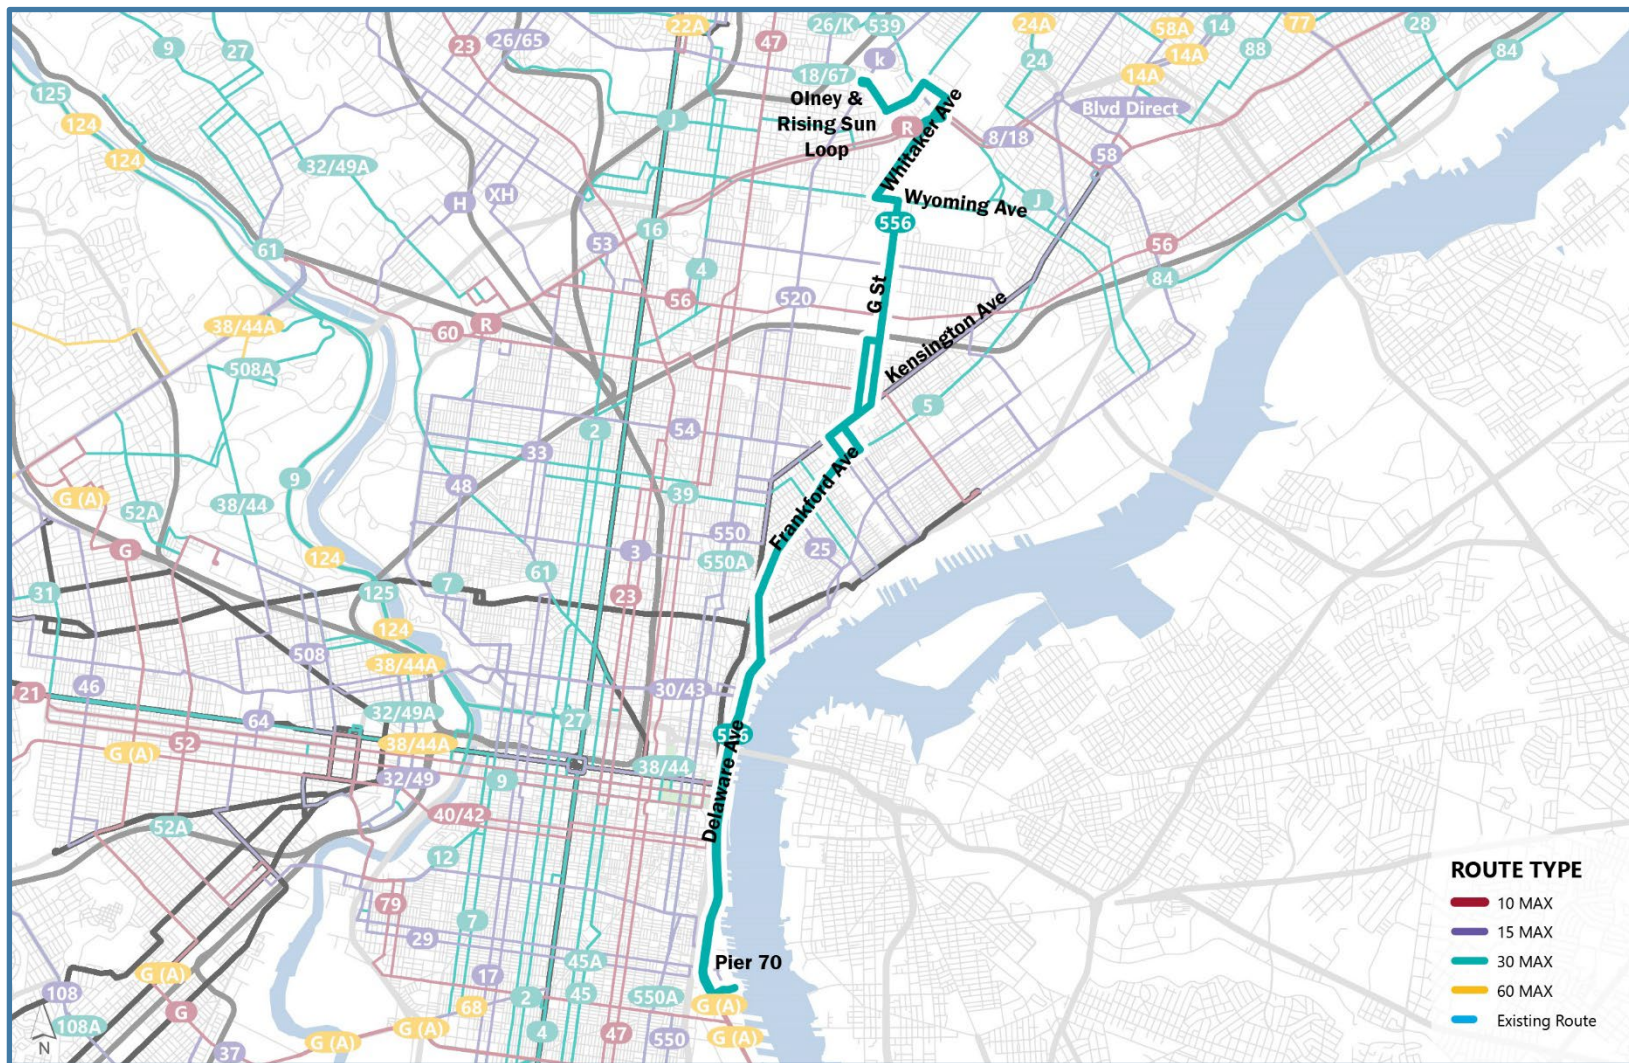 22A
26/K
539
24A
58A
14
77
28
9
27
23
26/65
47
k
24
88
84
14A
18/67
14A
125
Olney &
Rising Sun
Loop
Whitaker Ave
Blvd Direct
124
J
R
8/18
124
32/49A
58
H
XH
Wyoming Ave
J
556
16
53
61
56
4
84
G St
520
56
38/44A
R
60
Kensington Ave
508A
5
2
54
33
Frankford Ave
9
48
39
G (A)
52A
38/44
550
G
124
3
25
550A
61
31
7
125
23
124
508
38/44A
21
46
30/43
32/49A
64
27
556
52
38/44A
G (A)
38/44
32/49
9
Delaware Ave
40/42
52A
12
79
7
29
Pier 70
G (A)
17
45A
108
2
45
550A
G (A)
68
G
108A
G (A)
G (A)
4
47
550
G (A)
37
N
ROUTE TYPE
10 MAX
15 MAX
30 MAX
60 MAX
Existing Route